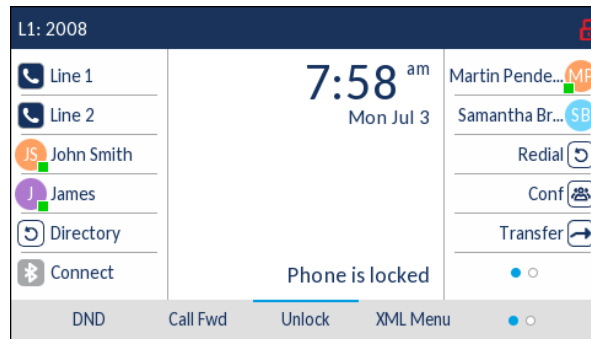 L1: 2008
Line 1
Line 2
JS John Smith
J James
Directory
Connect
7:58 am
Mon Jul 3
Phone is locked
Martin Pende... MP
Samantha Br... SB
Redial
Conf
Transfer
DND Call Fwd Unlock XML Menu